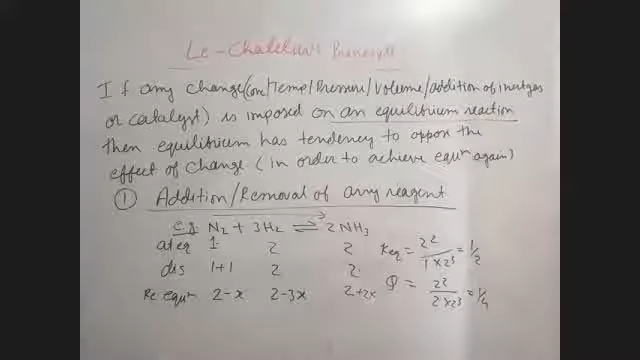 Le-Chatelier's Principle
If any change (con/Temp/Pressure/Volume/addition of inert gas
or catalyst) is imposed on an equilibrium reaction
then equilibrium has tendency to oppose the
effect of change (in order to achieve equm again)
① Addition/Removal of any reagent
e.g N₂ + 3H₂ ⇌ 2NH₃
at eq 1 2 2 Keq = 2²/1×2³ = 1/2
dis 1+1 2 2 Q = 2²/2×2³ = 1/4
Re equm 2-x 2-3x 2+2x